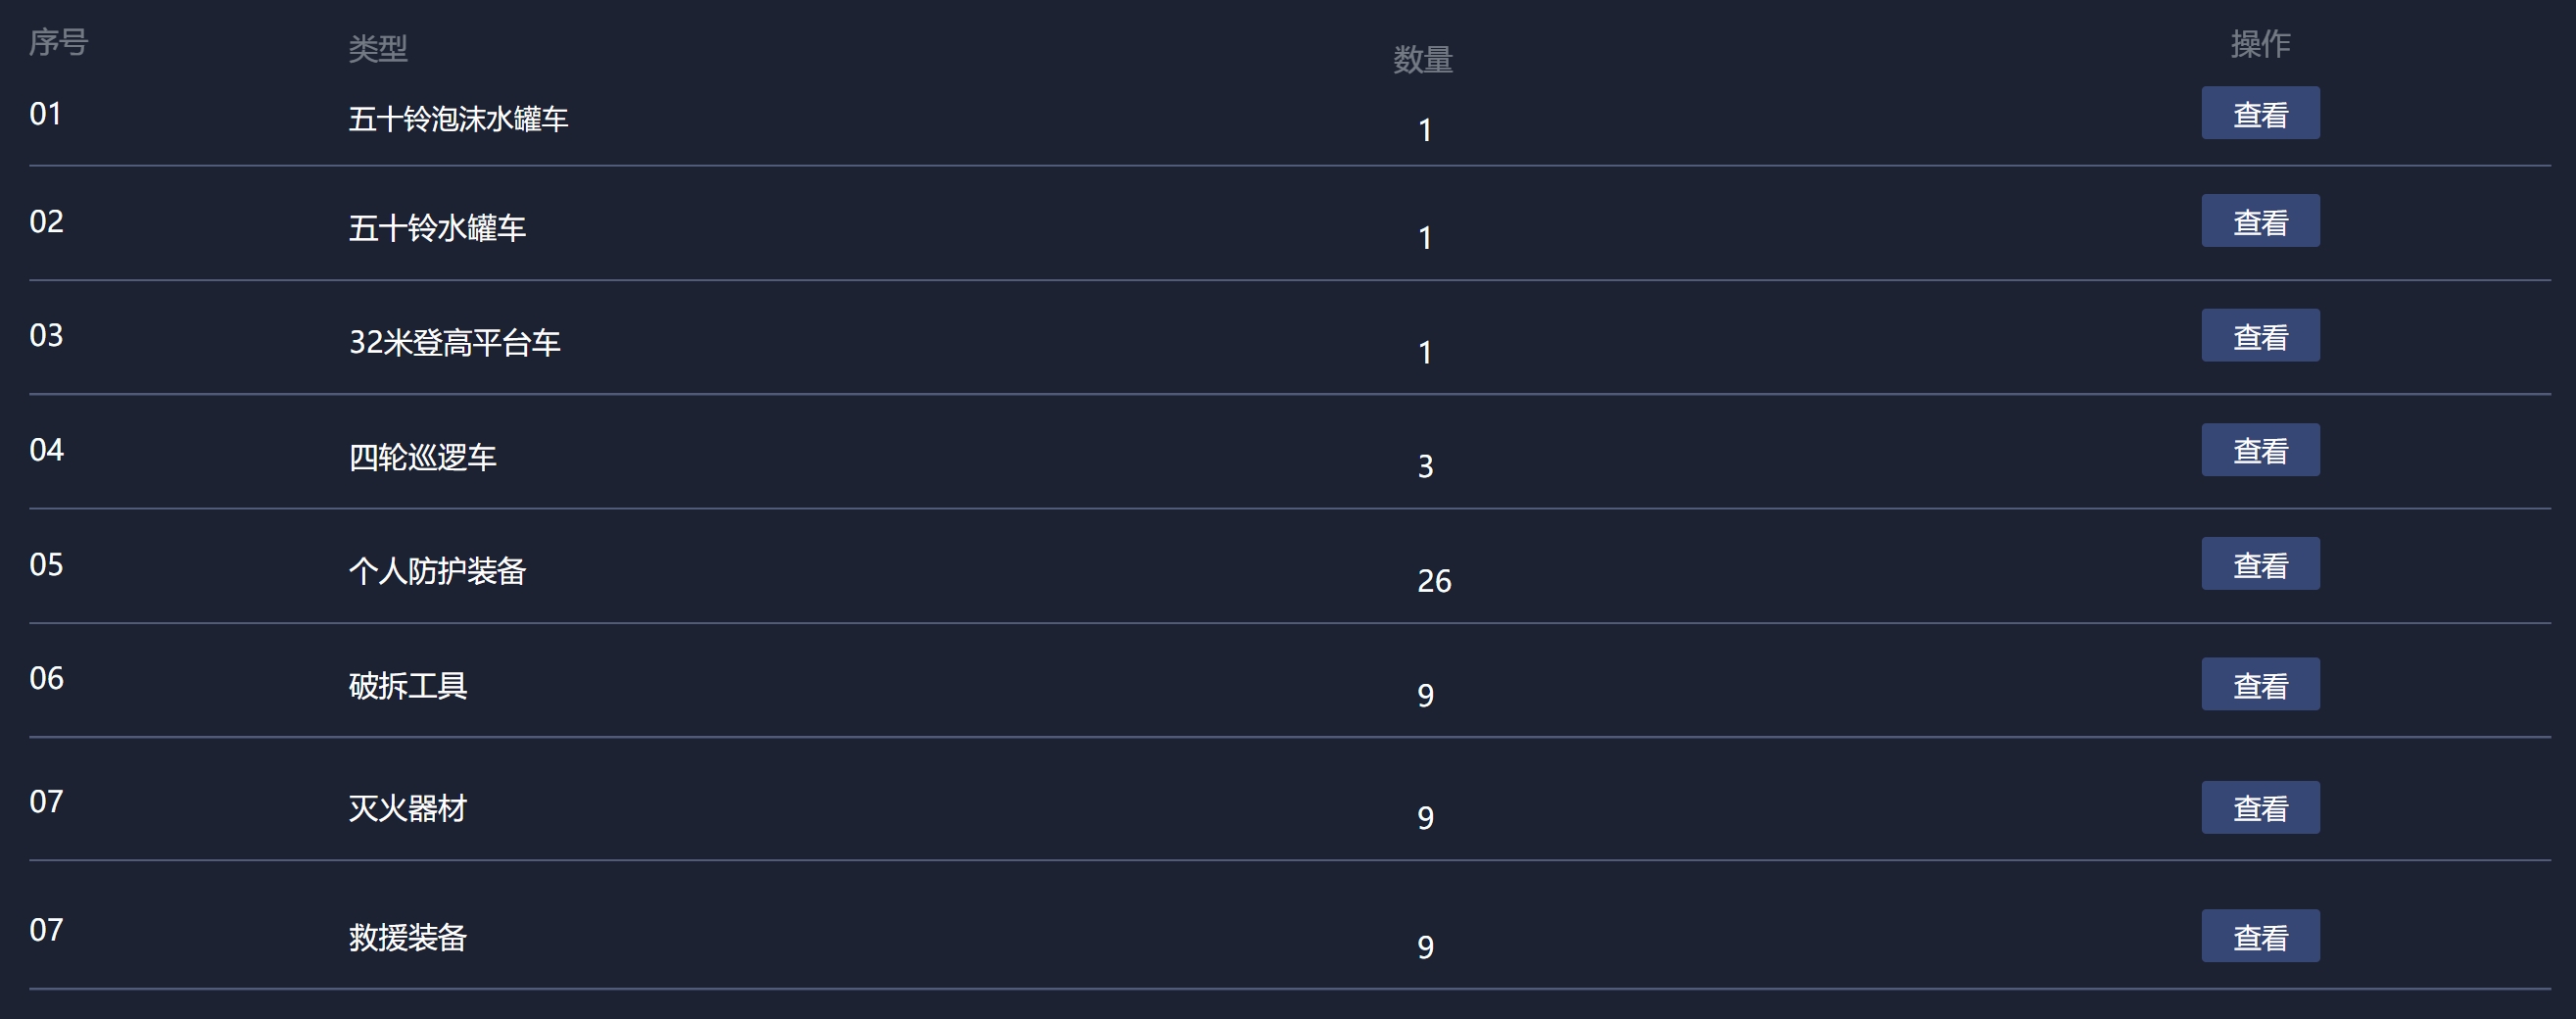 序号 类型 数量 操作
01 五十铃泡沫水罐车 1 查看
02 五十铃水罐车 1 查看
03 32米登高平台车 1 查看
04 四轮巡逻车 3 查看
05 个人防护装备 26 查看
06 破拆工具 9 查看
07 灭火器材 9 查看
07 救援装备 9 查看